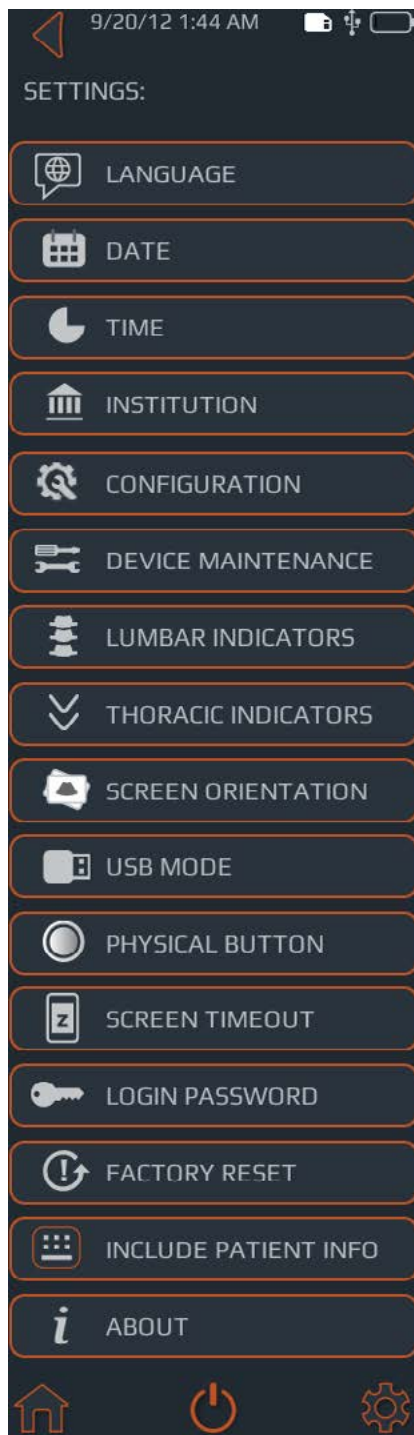 9/20/12 1:44 AM
SETTINGS:
LANGUAGE
DATE
TIME
INSTITUTION
CONFIGURATION
DEVICE MAINTENANCE
LUMBAR INDICATORS
THORACIC INDICATORS
SCREEN ORIENTATION
USB MODE
PHYSICAL BUTTON
z SCREEN TIMEOUT
LOGIN PASSWORD
! FACTORY RESET
INCLUDE PATIENT INFO
i ABOUT